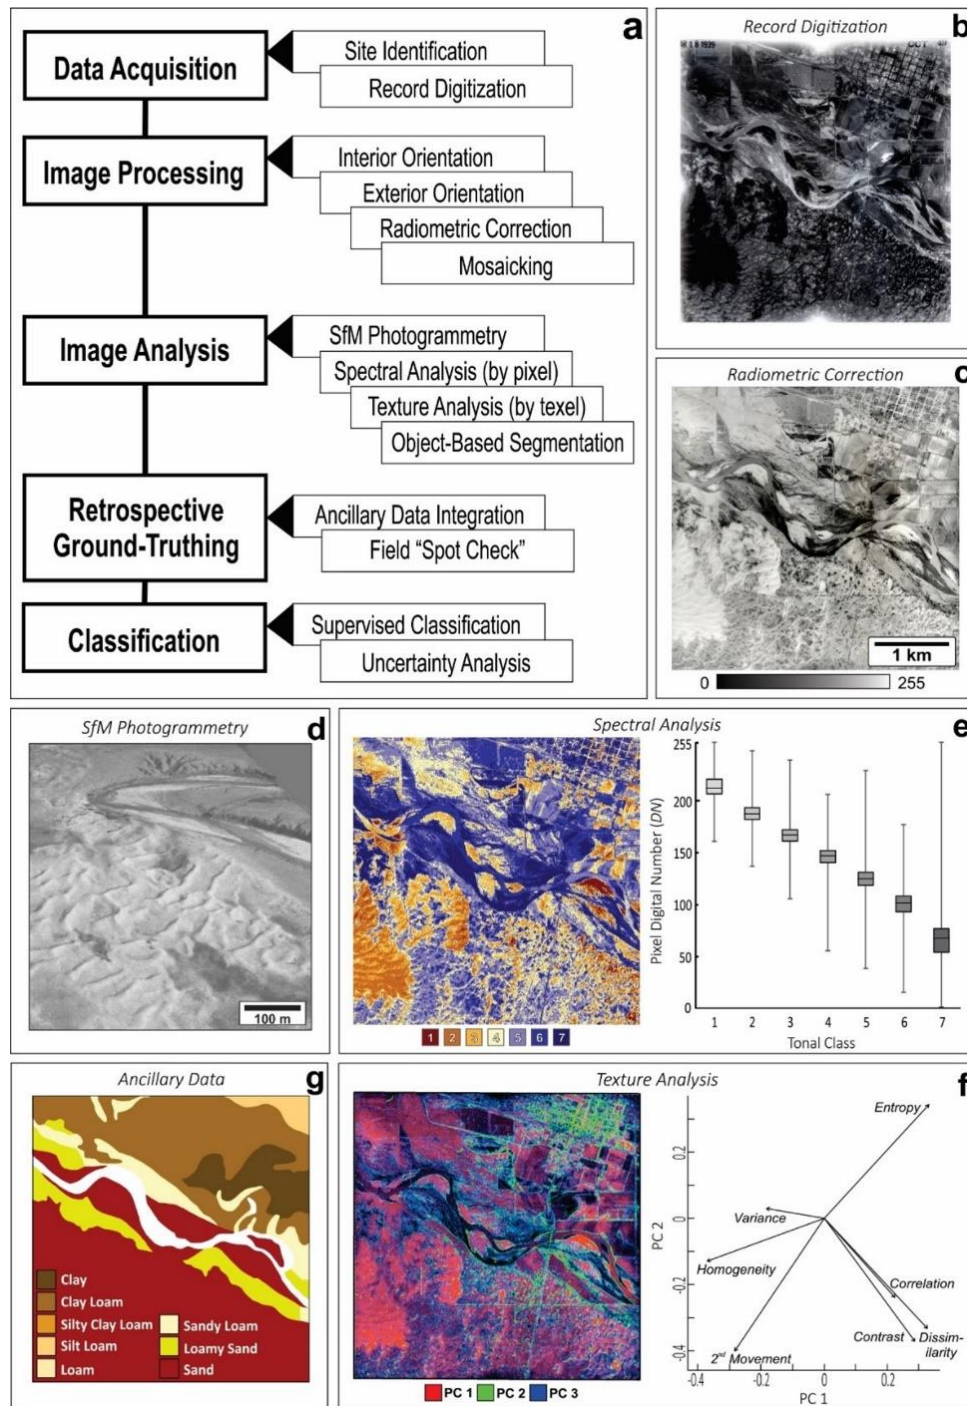 a
Data Acquisition
Site Identification
Record Digitization
Image Processing
Interior Orientation
Exterior Orientation
Radiometric Correction
Mosaicking
Image Analysis
SfM Photogrammetry
Spectral Analysis (by pixel)
Texture Analysis (by texel)
Object-Based Segmentation
Retrospective
Ground-Truthing
Ancillary Data Integration
Field “Spot Check”
Classification
Supervised Classification
Uncertainty Analysis
Record Digitization
b
1939
Radiometric Correction
c
1 km
0
255
SfM Photogrammetry
d
100 m
Spectral Analysis
e
1 2 3 4 5 6 7
Pixel Digital Number (DN)
255
200
150
100
50
0
1 2 3 4 5 6 7
Tonal Class
Ancillary Data
g
Clay
Clay Loam
Silty Clay Loam
Silt Loam
Loam
Sandy Loam
Loamy Sand
Sand
Texture Analysis
f
PC 1 PC 2 PC 3
PC 2
0.2
0
-0.2
-0.4
Entropy
Variance
Homogeneity
Correlation
Contrast
Dissim-
ilarity
2nd Movement
-0.4 -0.2 0 0.2
PC 1